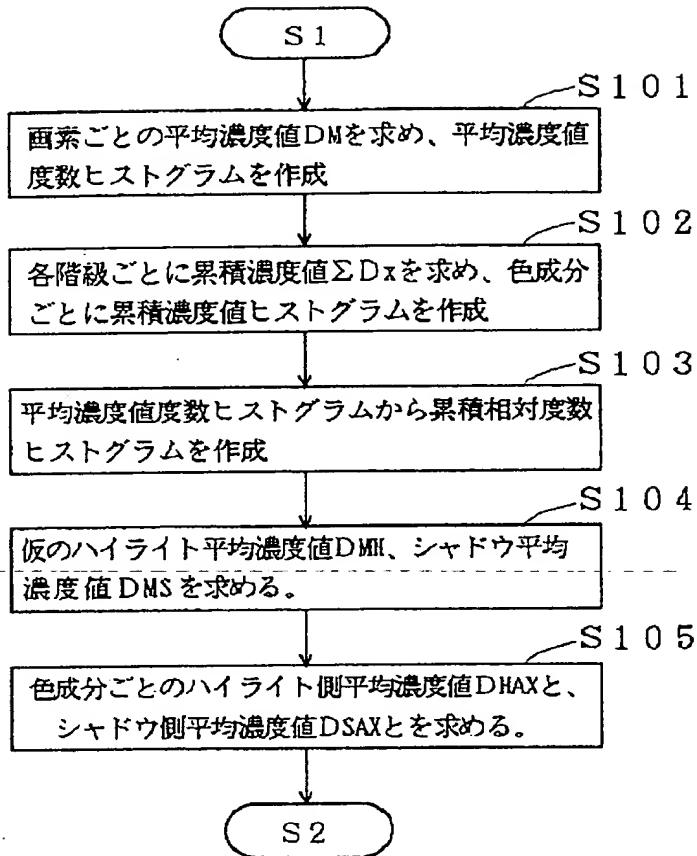 S1
S101
画素ごとの平均濃度値DMを求め、平均濃度値
度数ヒストグラムを作成
S102
各階級ごとに累積濃度値ΣDxを求め、色成分
ごとに累積濃度値ヒストグラムを作成
S103
平均濃度値度数ヒストグラムから累積相対度数
ヒストグラムを作成
S104
仮のハイライト平均濃度値DMH、シャドウ平均
濃度値DMSを求める。
S105
色成分ごとのハイライト側平均濃度値DHAXと、
シャドウ側平均濃度値DSAXとを求める。
S2